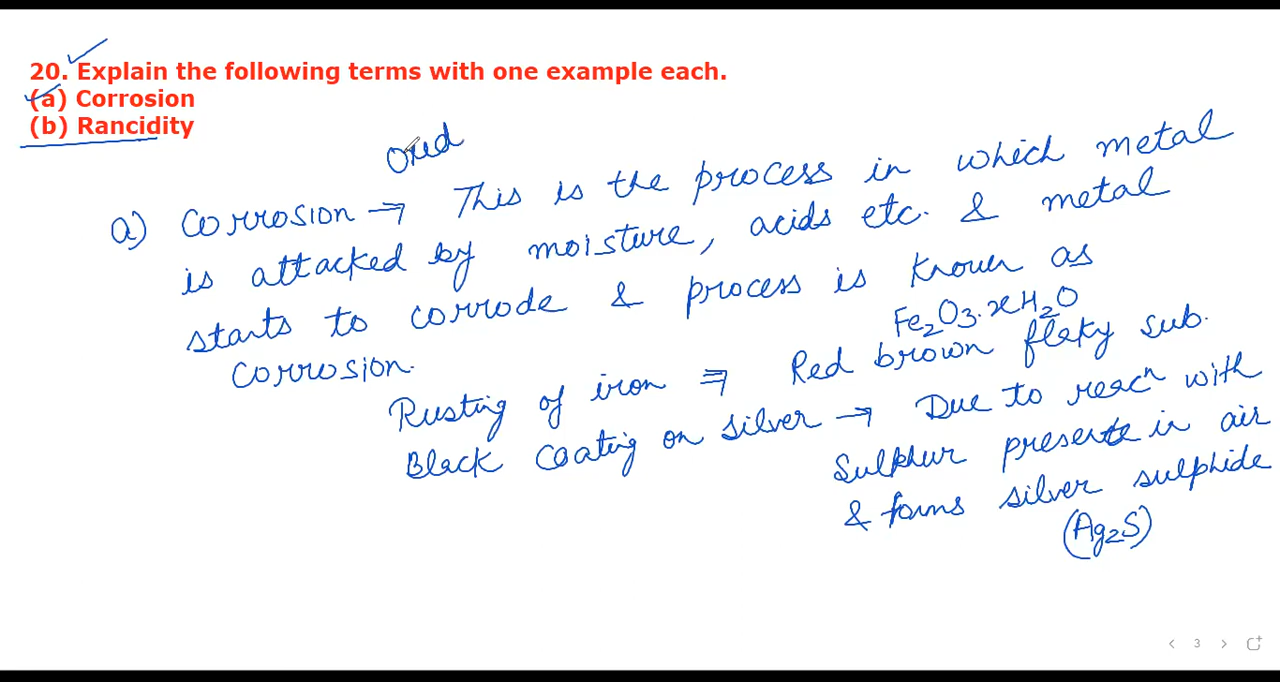 20. Explain the following terms with one example each.
(a) Corrosion
(b) Rancidity
Oxid
a) Corrosion → This is the process in which metal
is attacked by moisture, acids etc. & metal
starts to corrode & process is known as
corrosion.
Fe2O3.xH2O
Rusting of iron ⇒ Red brown flaky sub.
Black coating on silver → Due to reacn with
Sulphur present in air
& forms silver sulphide
(Ag2S)
< 3 >